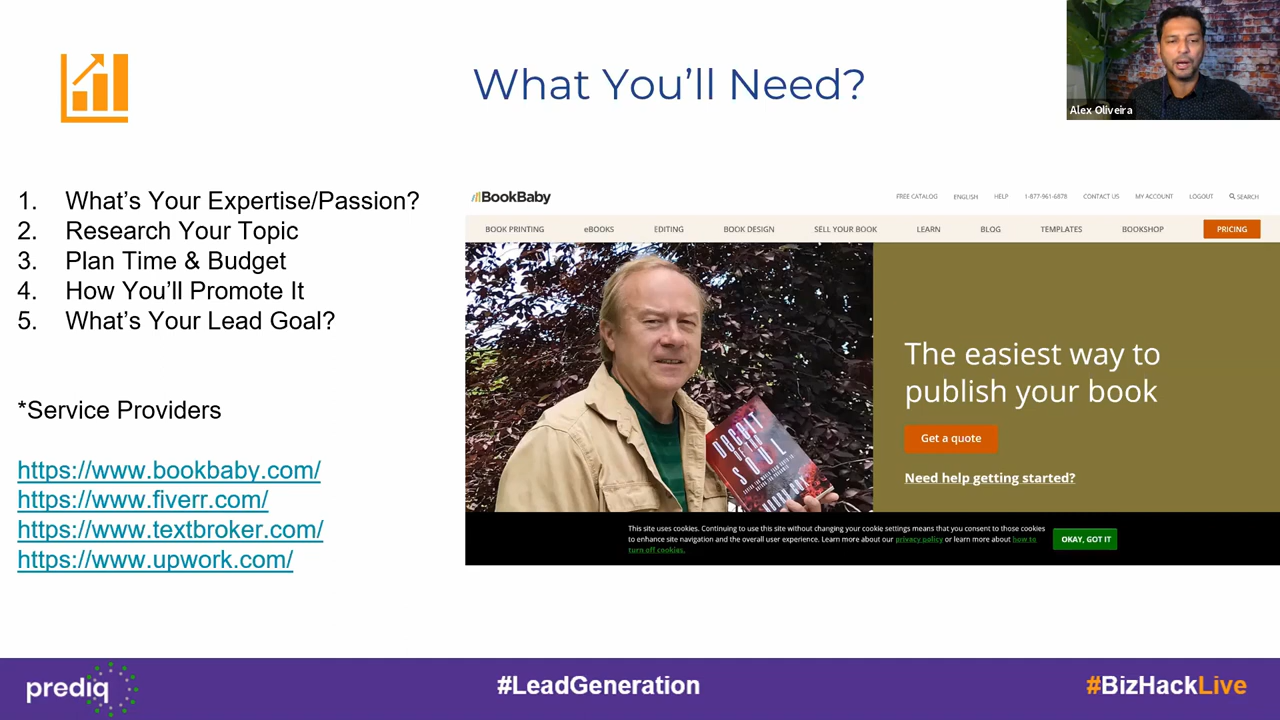 What You'll Need?
Alex Oliveira
1. What's Your Expertise/Passion?
2. Research Your Topic
3. Plan Time & Budget
4. How You'll Promote It
5. What's Your Lead Goal?
*Service Providers
https://www.bookbaby.com/
https://www.fiverr.com/
https://www.textbroker.com/
https://www.upwork.com/
BookBaby
FREE CATALOG ENGLISH HELP 1-877-961-6878 CONTACT US MY ACCOUNT LOGOUT SEARCH
BOOK PRINTING eBOOKS EDITING BOOK DESIGN SELL YOUR BOOK LEARN BLOG TEMPLATES BOOKSHOP PRICING
The easiest way to
publish your book
Get a quote
Need help getting started?
SOUL
This site uses cookies. Continuing to use this site without changing your cookie settings means that you consent to those cookies
to enhance site navigation and the overall user experience. Learn more about our privacy policy or learn more about how to
turn off cookies.
OKAY, GOT IT
prediq
#LeadGeneration
#BizHackLive